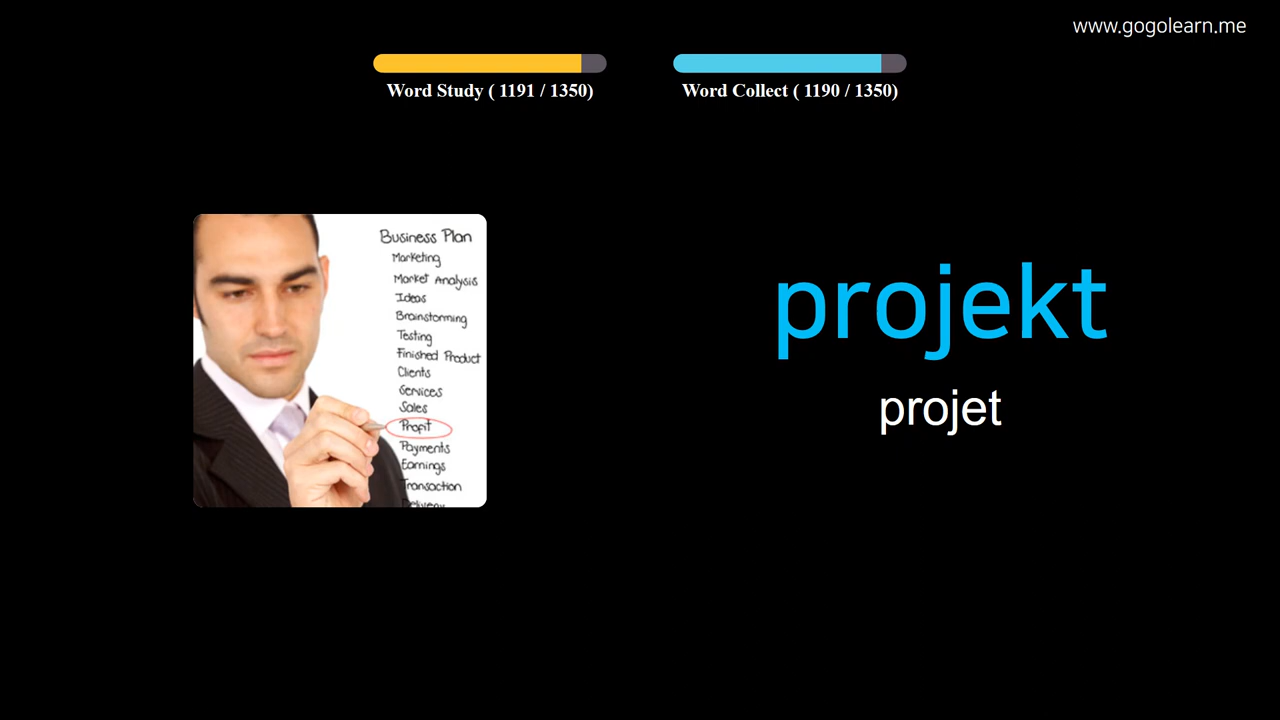 www.gogolearn.me
Word Study ( 1191 / 1350)
Word Collect ( 1190 / 1350)
Business Plan
Marketing
Market Analysis
Ideas
Brainstorming
Testing
Finished Product
Clients
Services
Sales
Profit
Payments
Earnings
Transaction
Delivery
projekt
projet